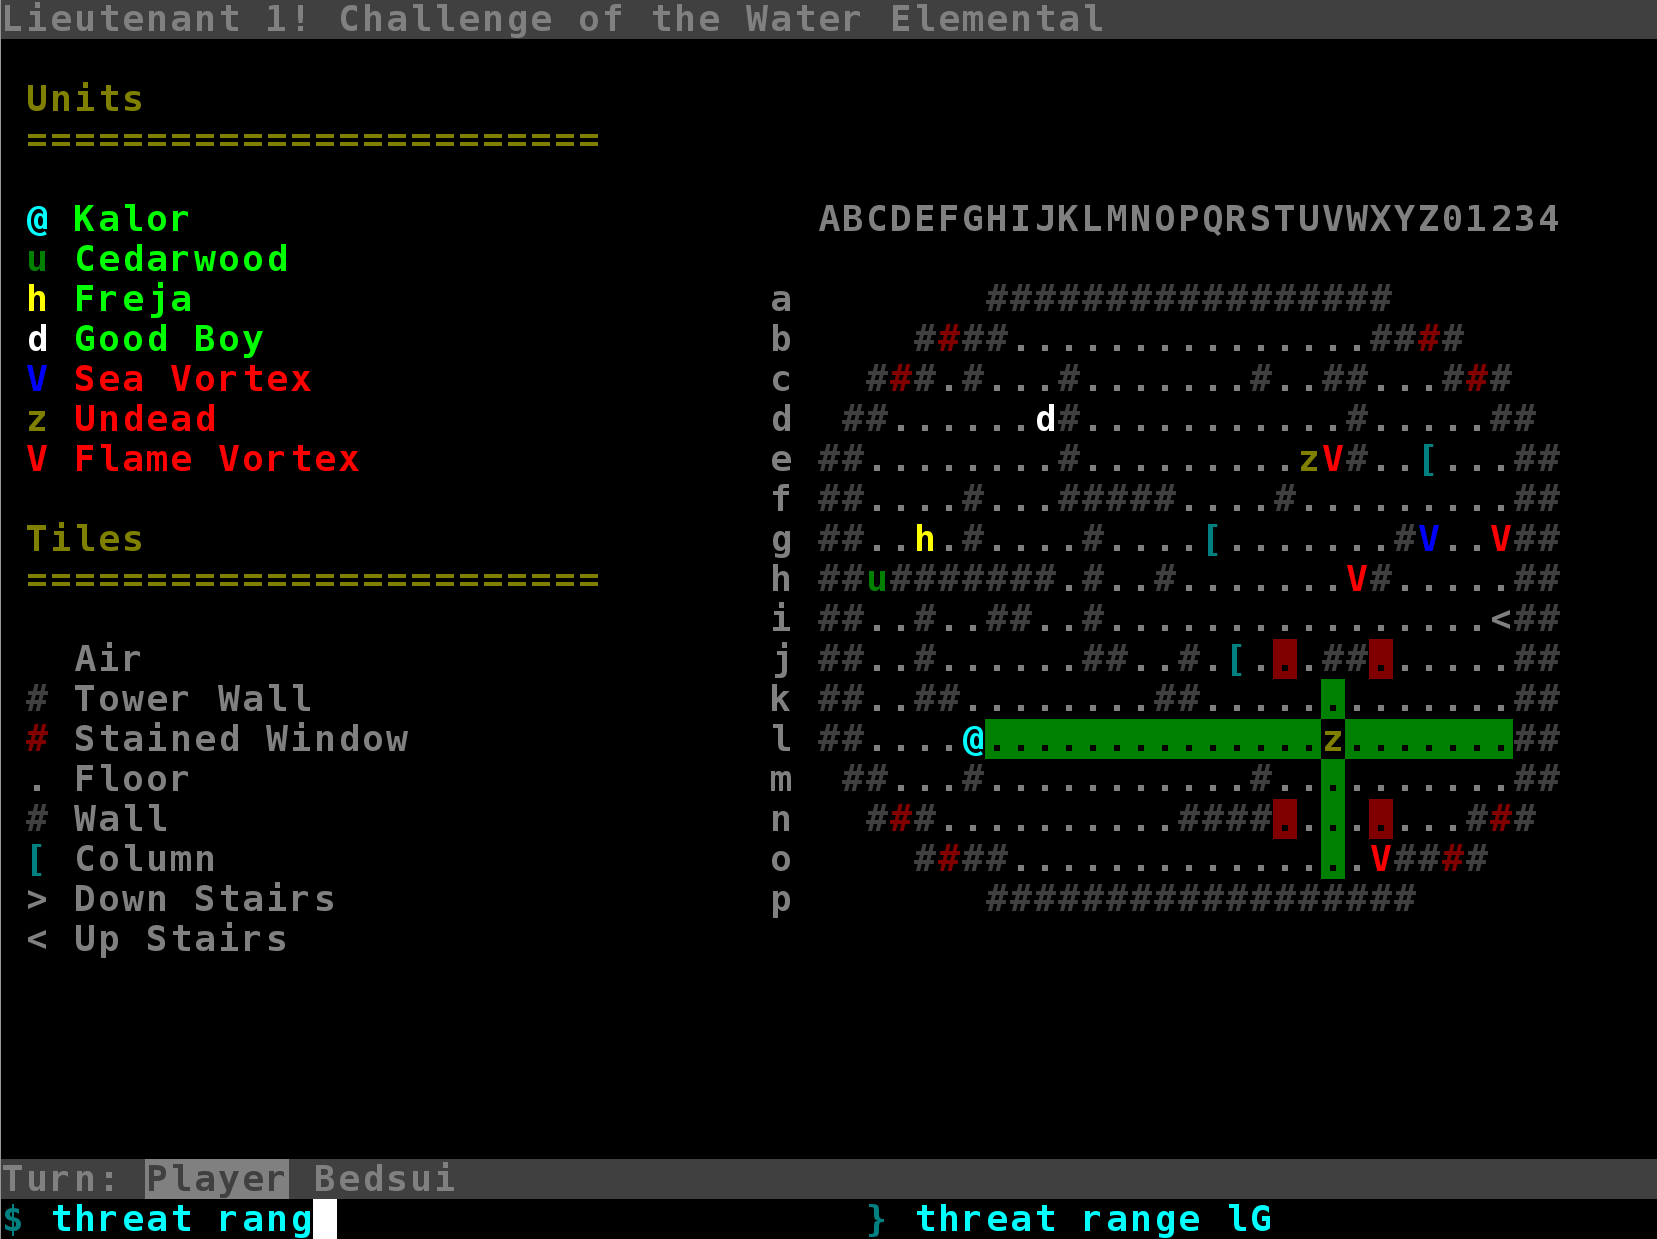 Lieutenant 1! Challenge of the Water Elemental
Units
========================
@ Kalor
u Cedarwood
h Freja
d Good Boy
V Sea Vortex
z Undead
V Flame Vortex
Tiles
========================
Air
# Tower Wall
# Stained Window
. Floor
# Wall
[ Column
> Down Stairs
< Up Stairs
ABCDEFGHIJKLMNOPQRSTUVWXYZ01234
a        #################
b     ####...............####
c   ###.#...#.......#..##...###
d  ##......d#...........#.....##
e ##........#.........zV#..[...##
f ##....#...#####....#.........##
g ##..h.#....#....[.......#V..V##
h ##u#######.#..#.......V#.....##
i ##..#..##..#................<##
j ##..#......##..#.[...##......##
k ##..##........##.............##
l ##....@..............z.......##
m  ##...#...........#..........##
n   ###..........####........###
o     ####...............V####
p        ##################
Turn: Player Bedsui
$ threat rang
} threat range lG